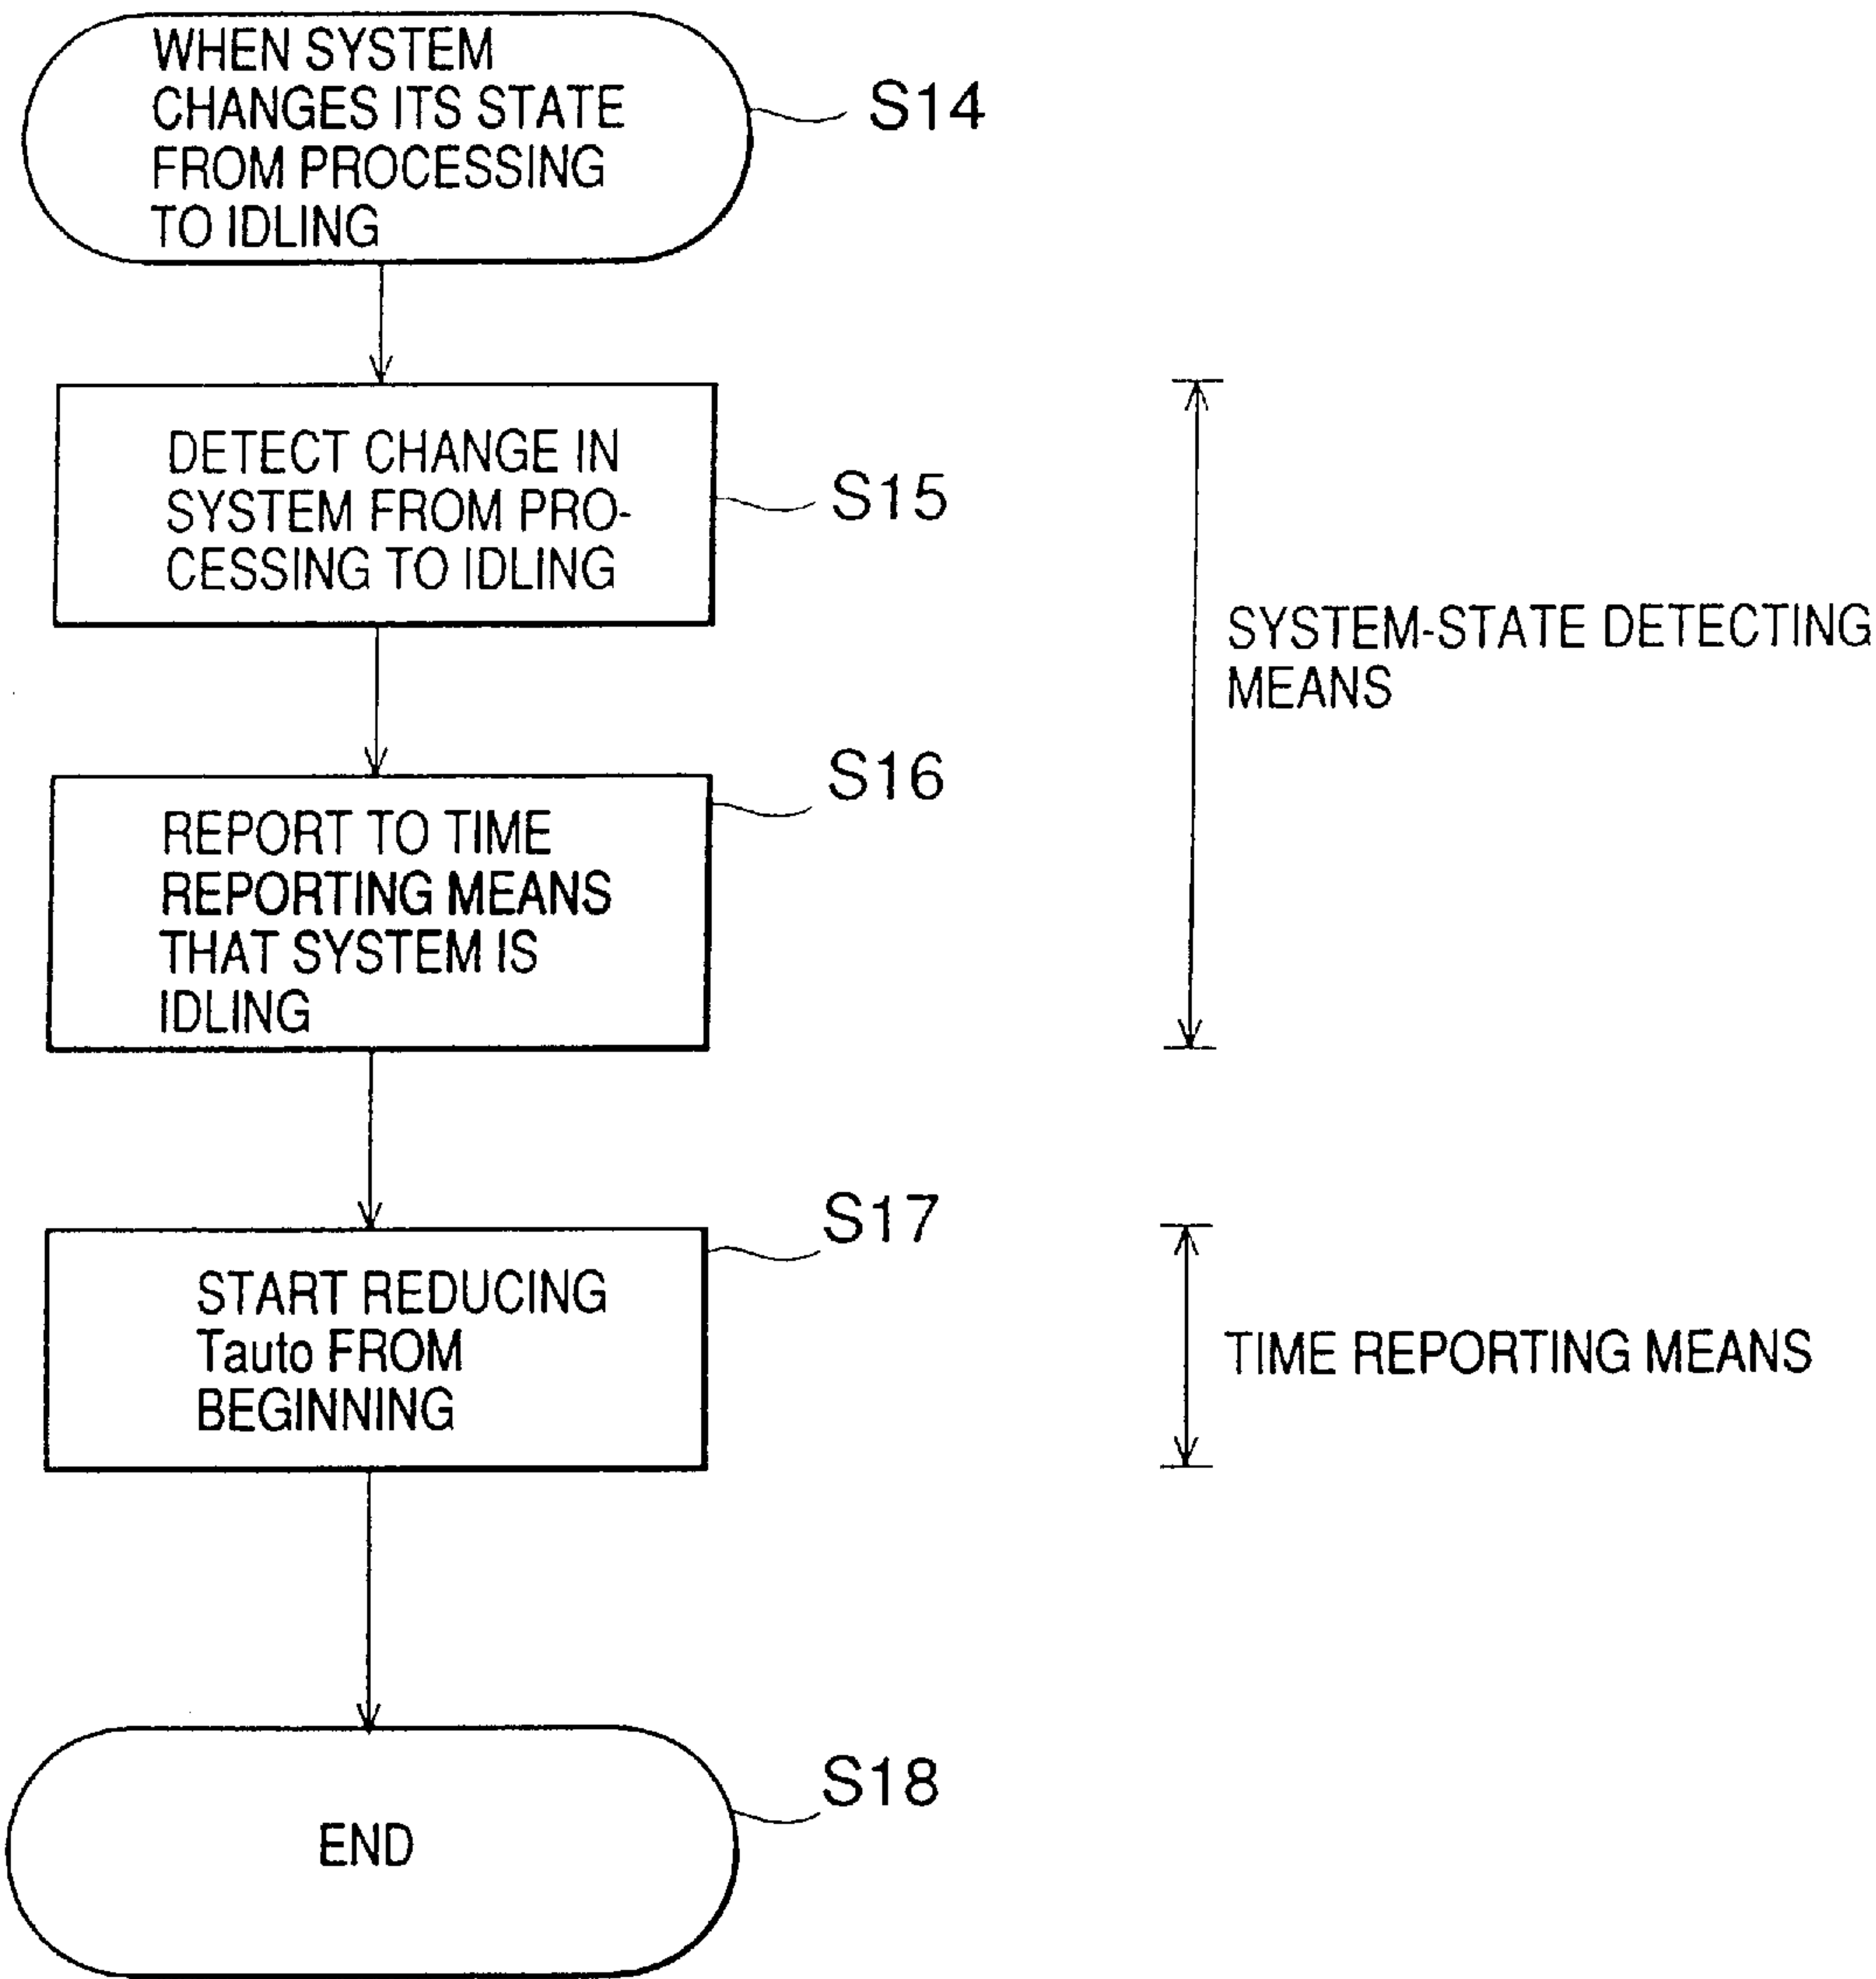 WHEN SYSTEM
CHANGES ITS STATE
FROM PROCESSING
TO IDLING
S14
DETECT CHANGE IN
SYSTEM FROM PRO-
CESSING TO IDLING
S15
SYSTEM-STATE DETECTING
MEANS
REPORT TO TIME
REPORTING MEANS
THAT SYSTEM IS
IDLING
S16
START REDUCING
Tauto FROM
BEGINNING
S17
TIME REPORTING MEANS
END
S18